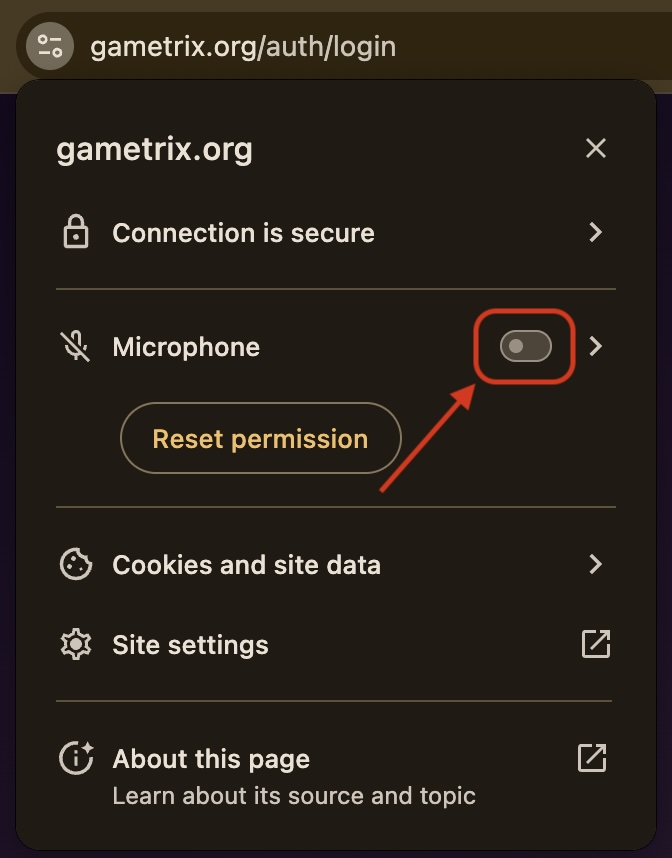 gametrix.org/auth/login
gametrix.org
Connection is secure
Microphone
Reset permission
Cookies and site data
Site settings
About this page
Learn about its source and topic